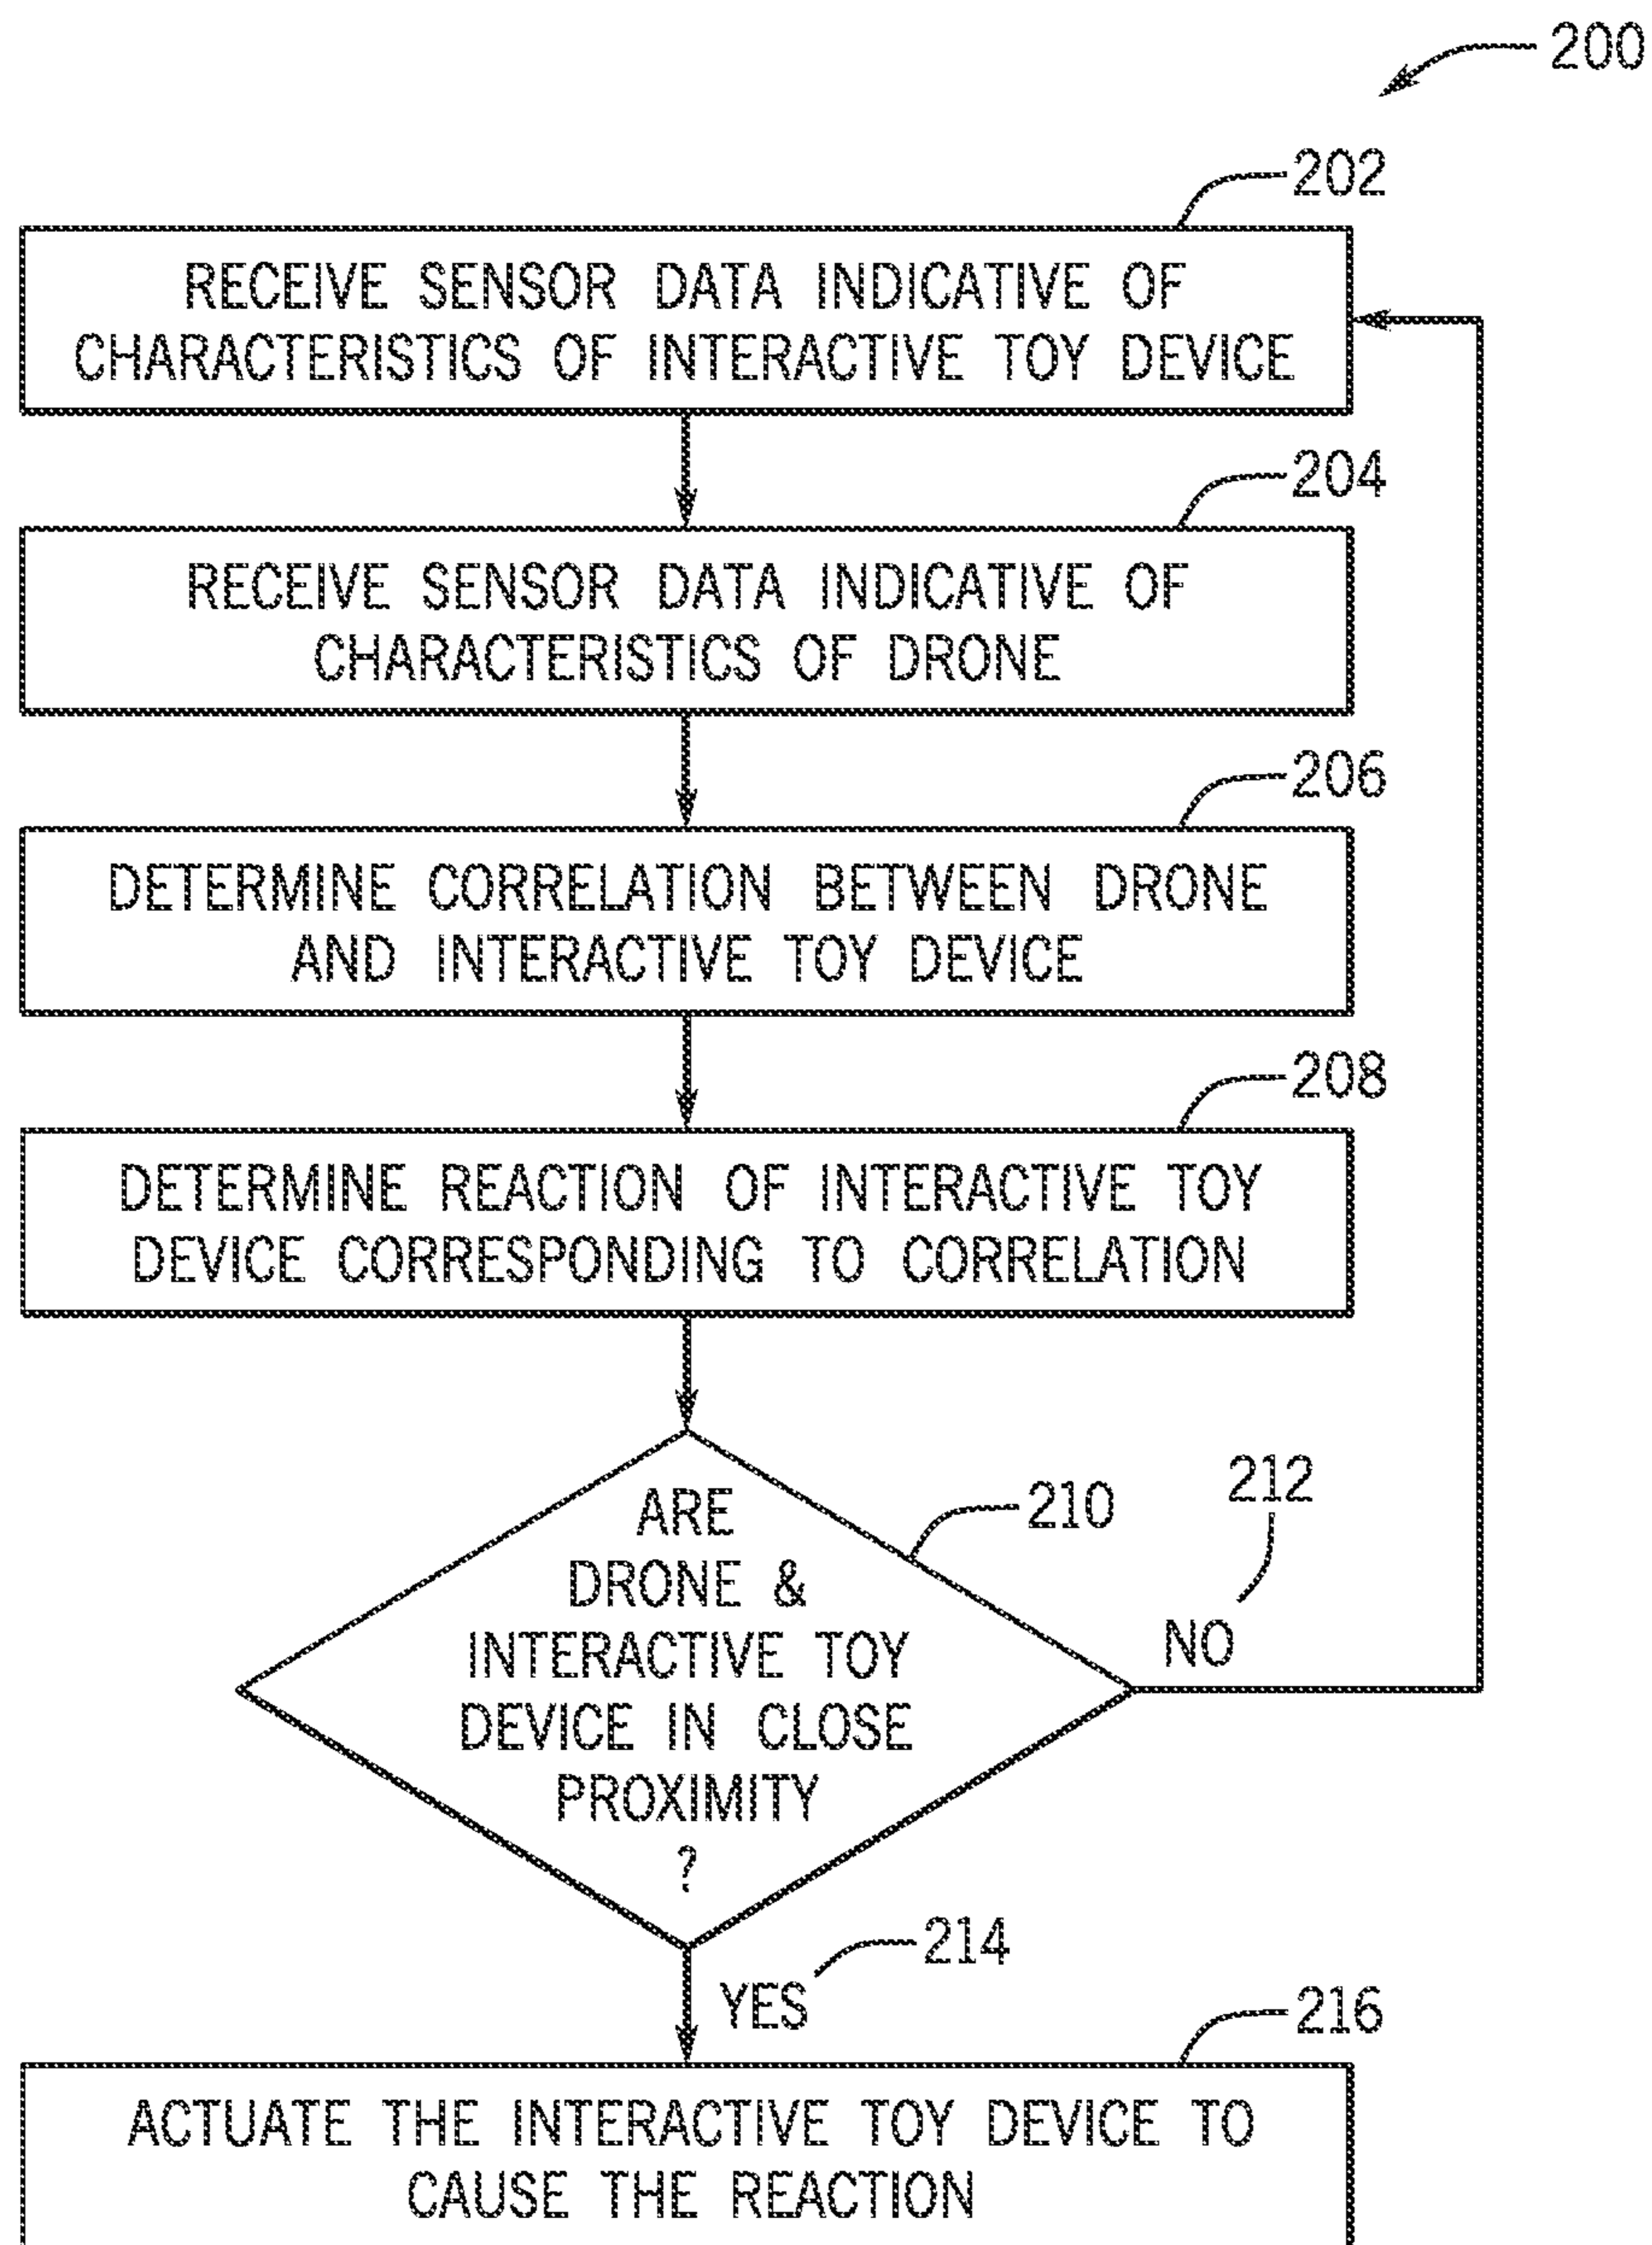 200
202
RECEIVE SENSOR DATA INDICATIVE OF
CHARACTERISTICS OF INTERACTIVE TOY DEVICE
204
RECEIVE SENSOR DATA INDICATIVE OF
CHARACTERISTICS OF DRONE
206
DETERMINE CORRELATION BETWEEN DRONE
AND INTERACTIVE TOY DEVICE
208
DETERMINE REACTION OF INTERACTIVE TOY
DEVICE CORRESPONDING TO CORRELATION
210
212
ARE
DRONE &
INTERACTIVE TOY
DEVICE IN CLOSE
PROXIMITY
?
NO
214
YES
216
ACTUATE THE INTERACTIVE TOY DEVICE TO
CAUSE THE REACTION